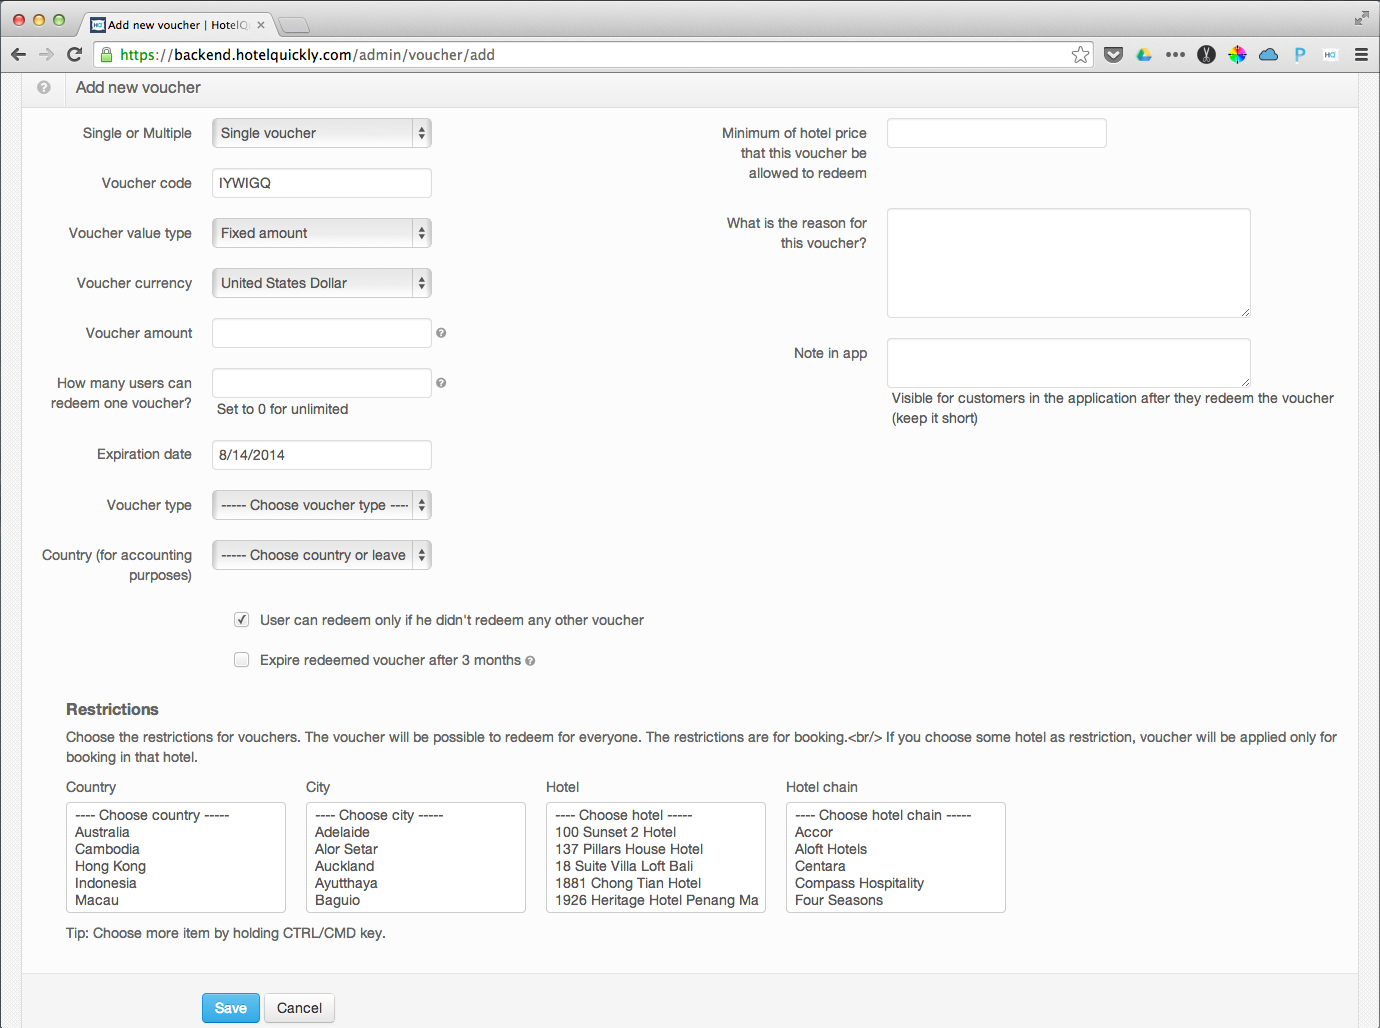 Add new voucher | HotelQ
https://backend.hotelquickly.com/admin/voucher/add
P
HQ
Add new voucher
Single or Multiple
Single voucher
Voucher code
IYWIGQ
Voucher value type
Fixed amount
Voucher currency
United States Dollar
Voucher amount
How many users can
redeem one voucher?
Set to 0 for unlimited
Expiration date
8/14/2014
Voucher type
----- Choose voucher type ----
Country (for accounting
purposes)
----- Choose country or leave
Minimum of hotel price
that this voucher be
allowed to redeem
What is the reason for
this voucher?
Note in app
Visible for customers in the application after they redeem the voucher
(keep it short)
User can redeem only if he didn't redeem any other voucher
Expire redeemed voucher after 3 months
Restrictions
Choose the restrictions for vouchers. The voucher will be possible to redeem for everyone. The restrictions are for booking.<br/> If you choose some hotel as restriction, voucher will be applied only for
booking in that hotel.
Country
---- Choose country -----
Australia
Cambodia
Hong Kong
Indonesia
Macau
City
---- Choose city -----
Adelaide
Alor Setar
Auckland
Ayutthaya
Baguio
Hotel
---- Choose hotel -----
100 Sunset 2 Hotel
137 Pillars House Hotel
18 Suite Villa Loft Bali
1881 Chong Tian Hotel
1926 Heritage Hotel Penang Ma
Hotel chain
---- Choose hotel chain -----
Accor
Aloft Hotels
Centara
Compass Hospitality
Four Seasons
Tip: Choose more item by holding CTRL/CMD key.
Save
Cancel